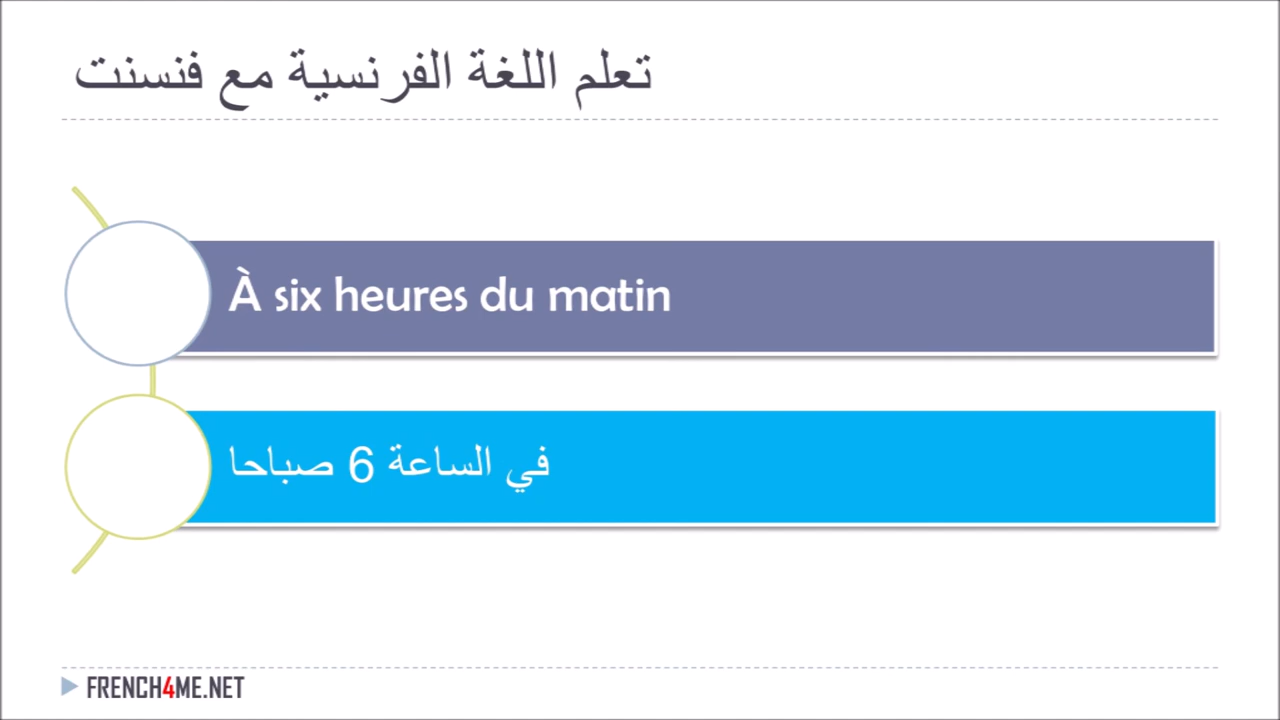 تعلم اللغة الفرنسية مع فنسنت
À six heures du matin
في الساعة 6 صباحا
FRENCH4ME.NET